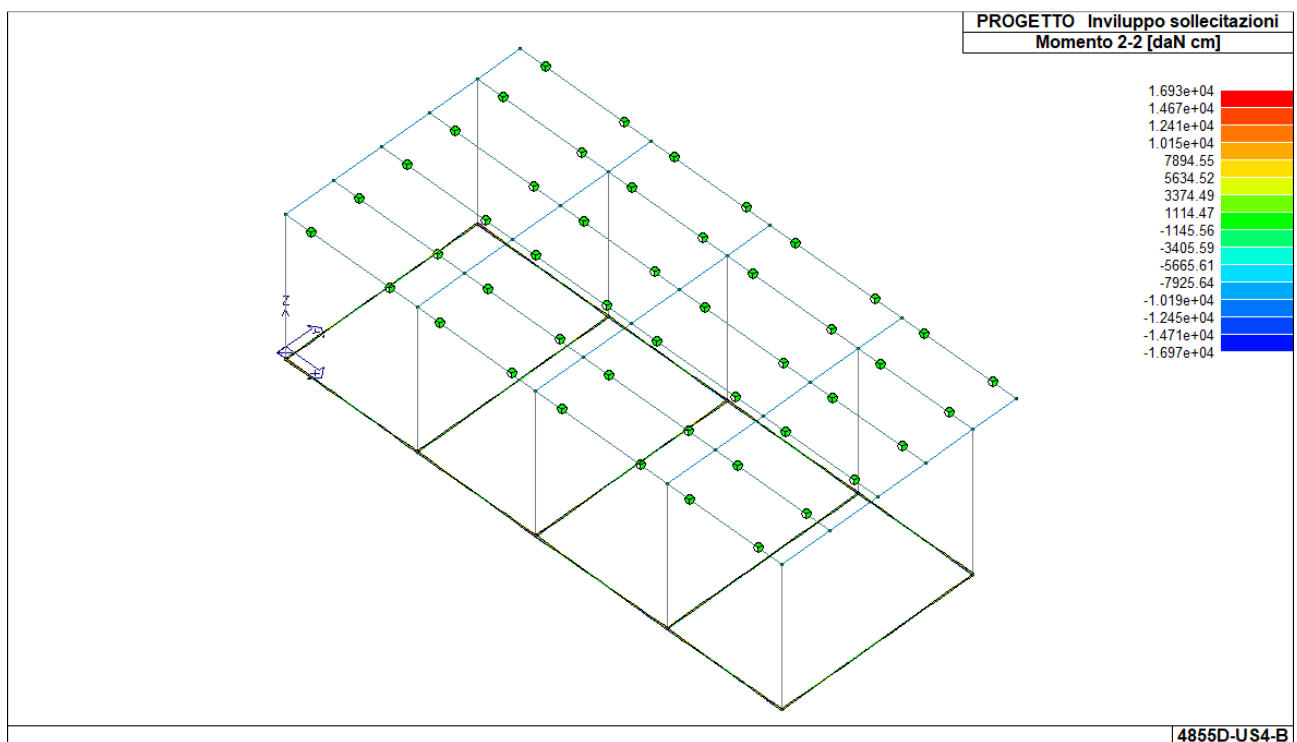 PROGETTO Inviluppo sollecitazioni
Momento 2-2 [daN cm]
1.693e+04
1.467e+04
1.241e+04
1.015e+04
7894.55
5634.52
3374.49
1114.47
-1145.56
-3405.59
-5665.61
-7925.64
-1.019e+04
-1.245e+04
-1.471e+04
-1.697e+04
Z
4855D-US4-B